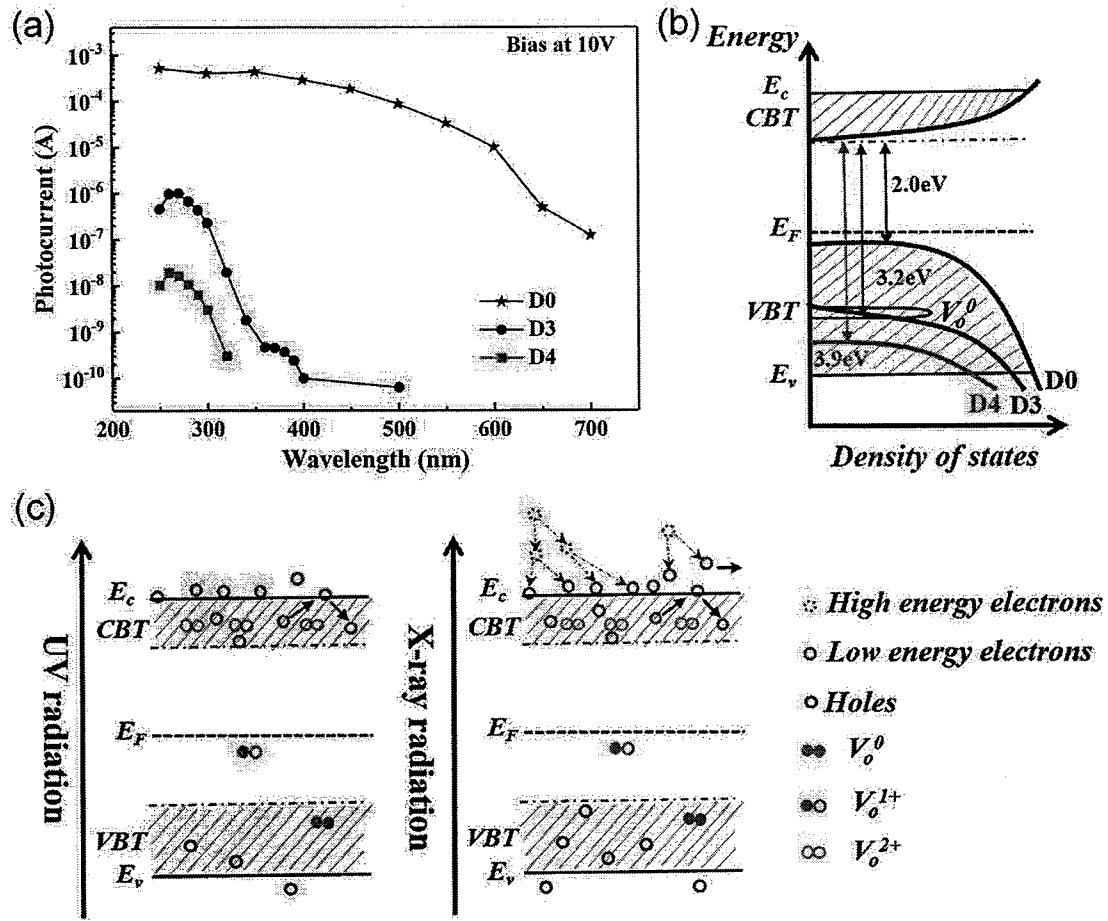 (a)
Bias at 10V
10⁻³
10⁻⁴
10⁻⁵
10⁻⁶
10⁻⁷
10⁻⁸
10⁻⁹
10⁻¹⁰
Photocurrent (A)
D0
D3
D4
200 300 400 500 600 700
Wavelength (nm)
(b)
Energy
E_c
CBT
2.0eV
E_F
3.2eV
VBT
V_o^0
3.9eV
E_v
D0
D4 D3
Density of states
(c)
UV radiation
E_c
CBT
E_F
VBT
E_v
X-ray radiation
E_c
CBT
E_F
VBT
E_v
High energy electrons
Low energy electrons
Holes
V_o^0
V_o^1+
V_o^2+